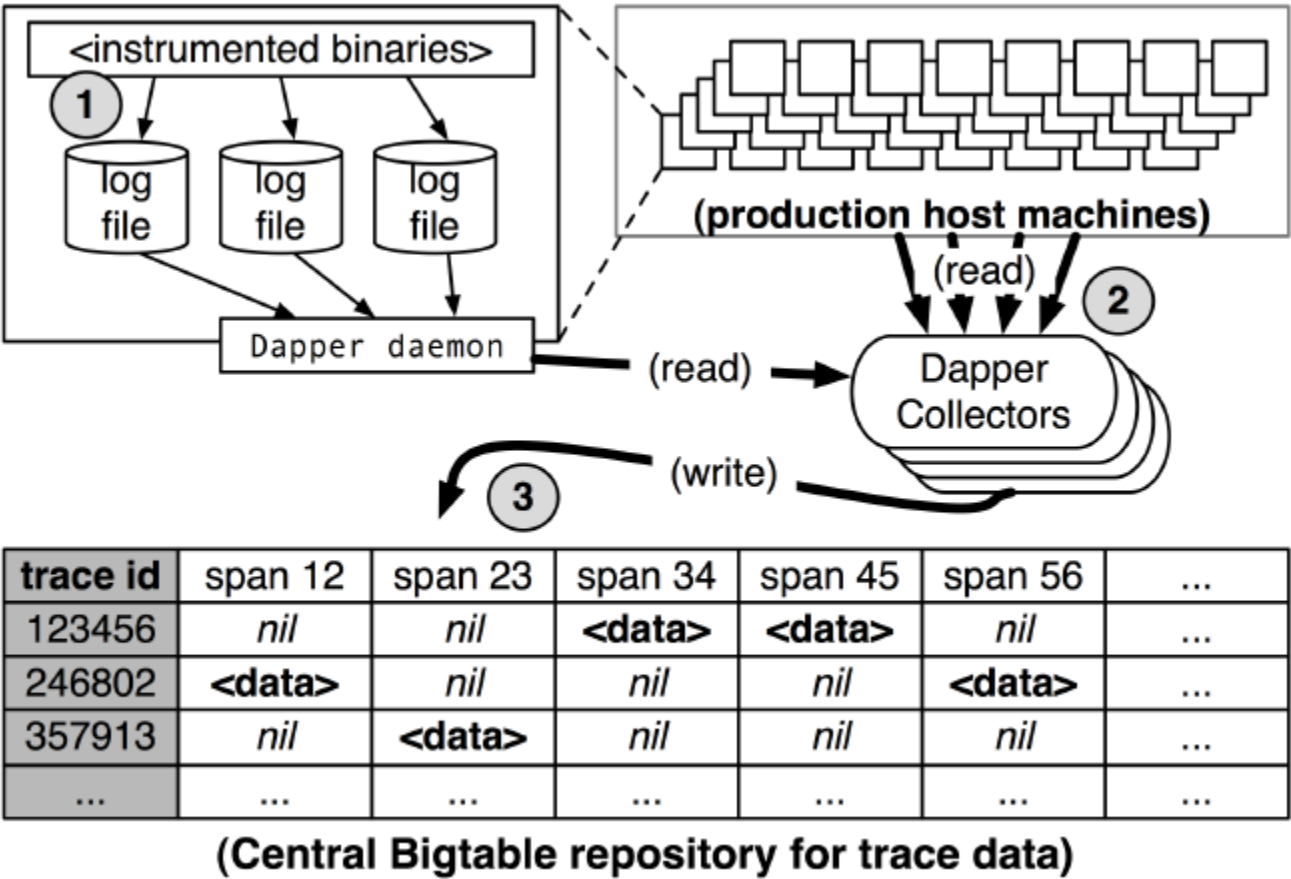 <instrumented binaries>
1
log
file
log
file
log
file
Dapper daemon
(production host machines)
(read)
2
(read)
Dapper
Collectors
(write)
3
trace id span 12 span 23 span 34 span 45 span 56 ...
123456 nil nil <data> <data> nil ...
246802 <data> nil nil nil <data> ...
357913 nil <data> nil nil nil ...
... ... ... ... ... ... ...
(Central Bigtable repository for trace data)